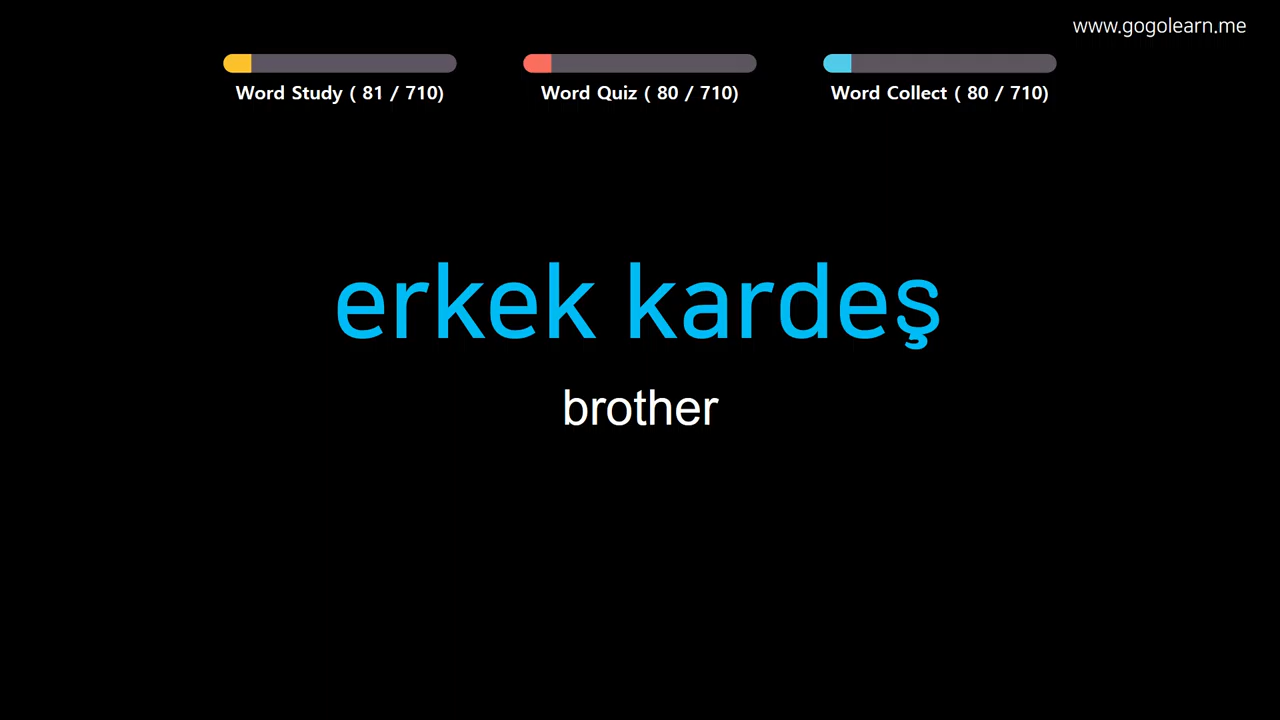 www.gogolearn.me
Word Study ( 81 / 710)
Word Quiz ( 80 / 710)
Word Collect ( 80 / 710)
erkek kardeş
brother